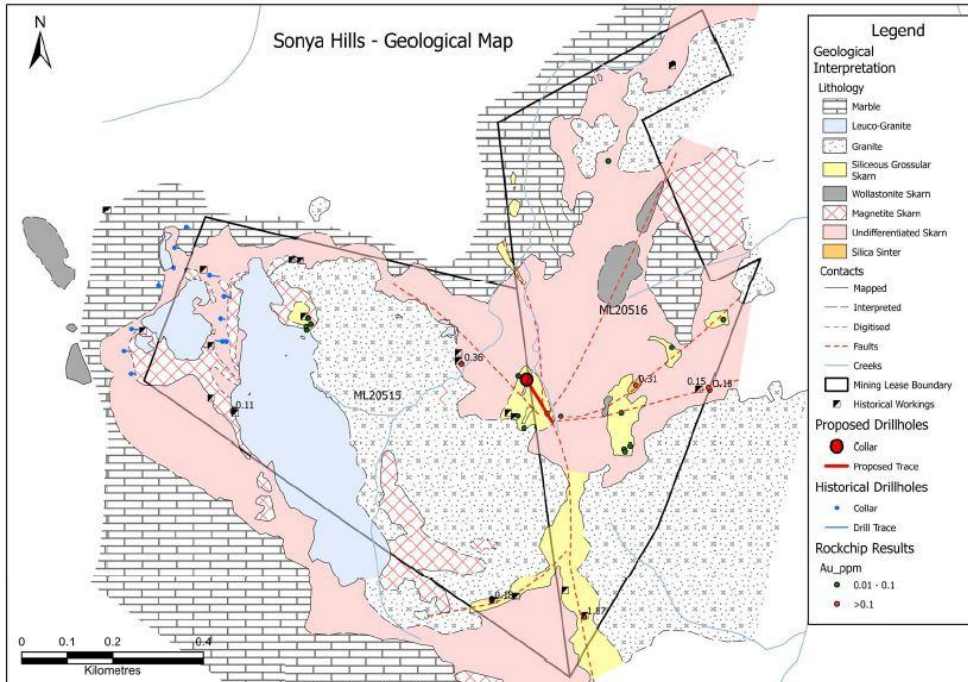 N
Sonya Hills - Geological Map
ML20516
0.36
ML20515
0.31
0.15
0.13
0.11
0.18
1.87
0 0.1 0.2 0.4
Kilometres
Legend
Geological
Interpretation
Lithology
Marble
Leuco-Granite
Granite
Siliceous Grossular
Skarn
Wollastonite Skarn
Magnetite Skarn
Undifferentiated Skarn
Silica Sinter
Contacts
Mapped
Interpreted
Digitised
Faults
Creeks
Mining Lease Boundary
Historical Workings
Proposed Drillholes
Collar
Proposed Trace
Historical Drillholes
Collar
Drill Trace
Rockchip Results
Au_ppm
0.01 - 0.1
>0.1